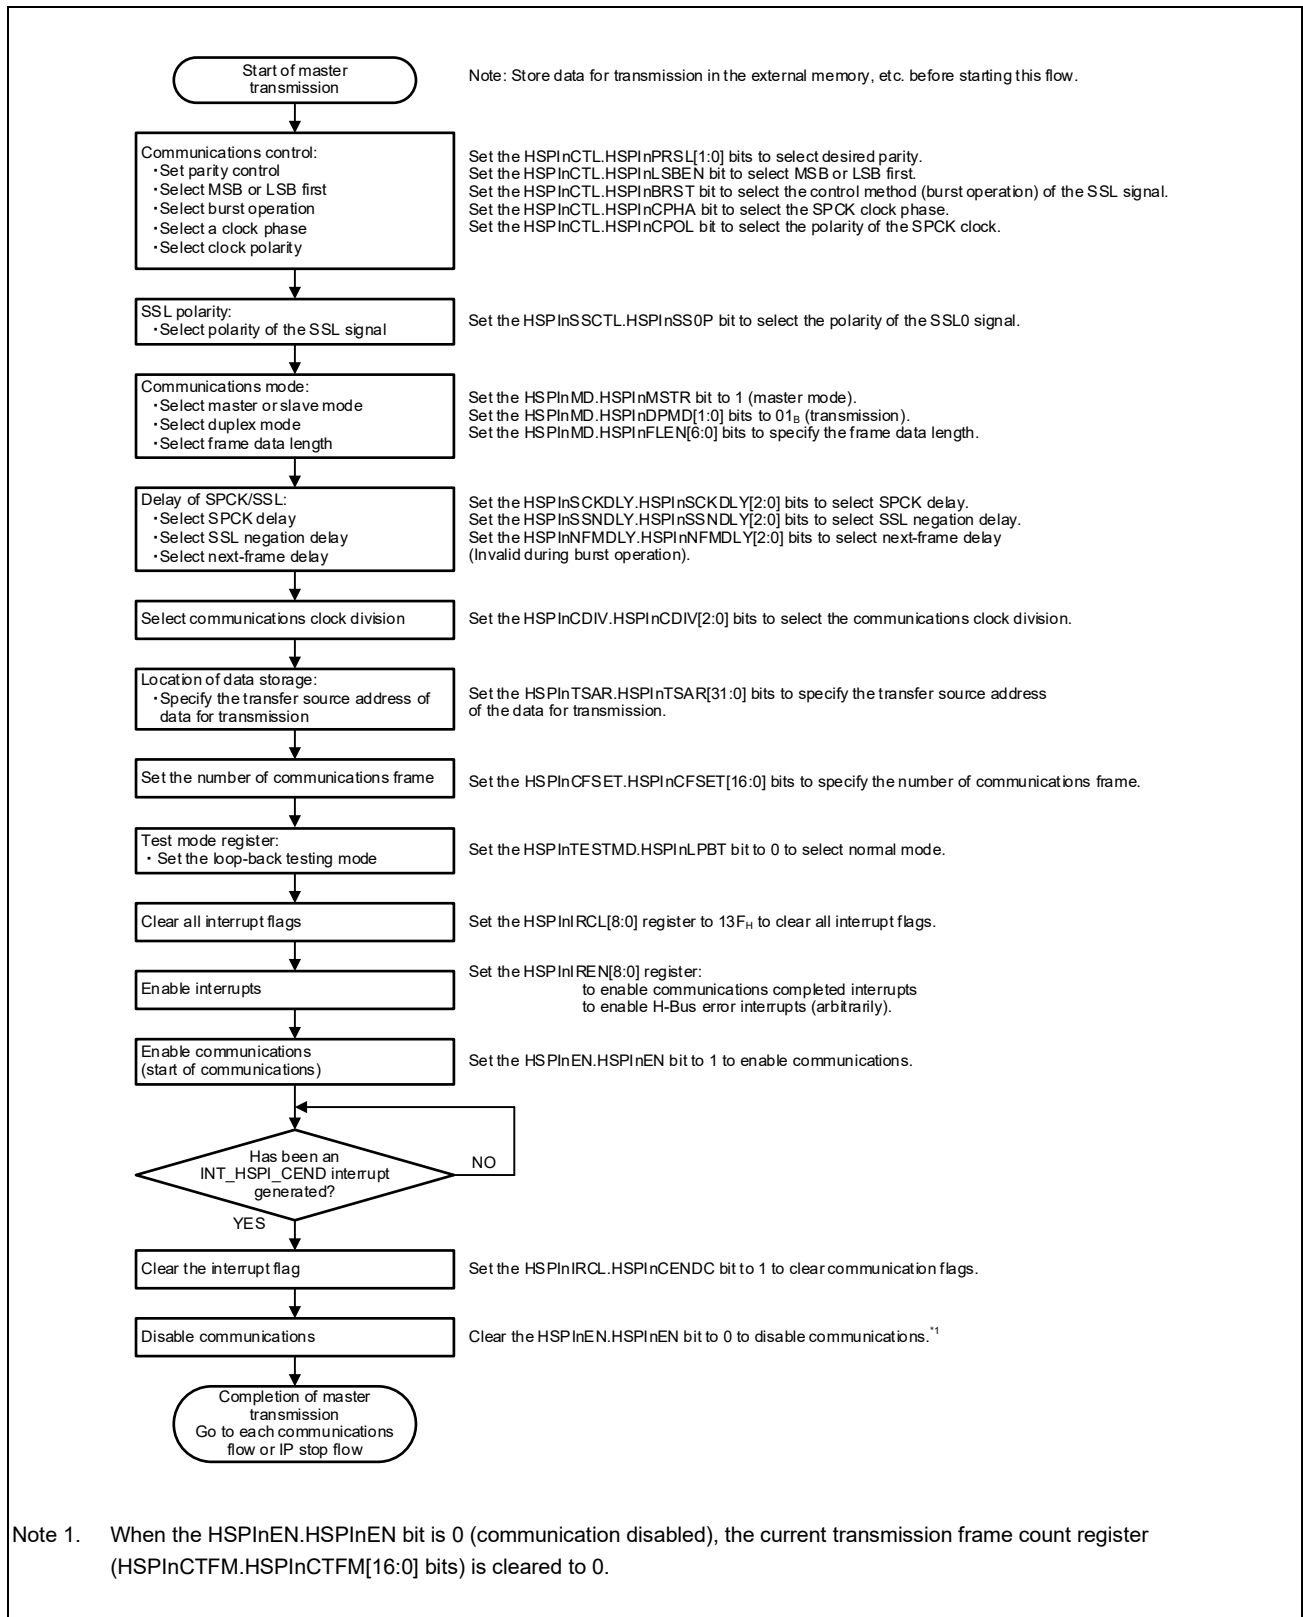 Start of master
transmission
Note: Store data for transmission in the external memory, etc. before starting this flow.
Communications control:
・Set parity control
・Select MSB or LSB first
・Select burst operation
・Select a clock phase
・Select clock polarity
Set the HSPInCTL.HSPInPRSL[1:0] bits to select desired parity.
Set the HSPInCTL.HSPInLSBEN bit to select MSB or LSB first.
Set the HSPInCTL.HSPInBRST bit to select the control method (burst operation) of the SSL signal.
Set the HSPInCTL.HSPInCPHA bit to select the SPCK clock phase.
Set the HSPInCTL.HSPInCPOL bit to select the polarity of the SPCK clock.
SSL polarity:
・Select polarity of the SSL signal
Set the HSPInSSCTL.HSPInSS0P bit to select the polarity of the SSL0 signal.
Communications mode:
・Select master or slave mode
・Select duplex mode
・Select frame data length
Set the HSPInMD.HSPInMSTR bit to 1 (master mode).
Set the HSPInMD.HSPInDPMD[1:0] bits to 01B (transmission).
Set the HSPInMD.HSPInFLEN[6:0] bits to specify the frame data length.
Delay of SPCK/SSL:
・Select SPCK delay
・Select SSL negation delay
・Select next-frame delay
Set the HSPInSCKDLY.HSPInSCKDLY[2:0] bits to select SPCK delay.
Set the HSPInSSNDLY.HSPInSSNDLY[2:0] bits to select SSL negation delay.
Set the HSPInNFMDLY.HSPInNFMDLY[2:0] bits to select next-frame delay
(Invalid during burst operation).
Select communications clock division
Set the HSPInCDIV.HSPInCDIV[2:0] bits to select the communications clock division.
Location of data storage:
・Specify the transfer source address of
data for transmission
Set the HSPInTSAR.HSPInTSAR[31:0] bits to specify the transfer source address
of the data for transmission.
Set the number of communications frame
Set the HSPInCFSET.HSPInCFSET[16:0] bits to specify the number of communications frame.
Test mode register:
・ Set the loop-back testing mode
Set the HSPInTESTMD.HSPInLPBT bit to 0 to select normal mode.
Clear all interrupt flags
Set the HSPInIRCL[8:0] register to 13FH to clear all interrupt flags.
Enable interrupts
Set the HSPInIREN[8:0] register:
to enable communications completed interrupts
to enable H-Bus error interrupts (arbitrarily).
Enable communications
(start of communications)
Set the HSPInEN.HSPInEN bit to 1 to enable communications.
Has been an
INT_HSPI_CEND interrupt
generated?
NO
YES
Clear the interrupt flag
Set the HSPInIRCL.HSPInCENDC bit to 1 to clear communication flags.
Disable communications
Clear the HSPInEN.HSPInEN bit to 0 to disable communications.*1
Completion of master
transmission
Go to each communications
flow or IP stop flow
Note 1. When the HSPInEN.HSPInEN bit is 0 (communication disabled), the current transmission frame count register
(HSPInCTFM.HSPInCTFM[16:0] bits) is cleared to 0.